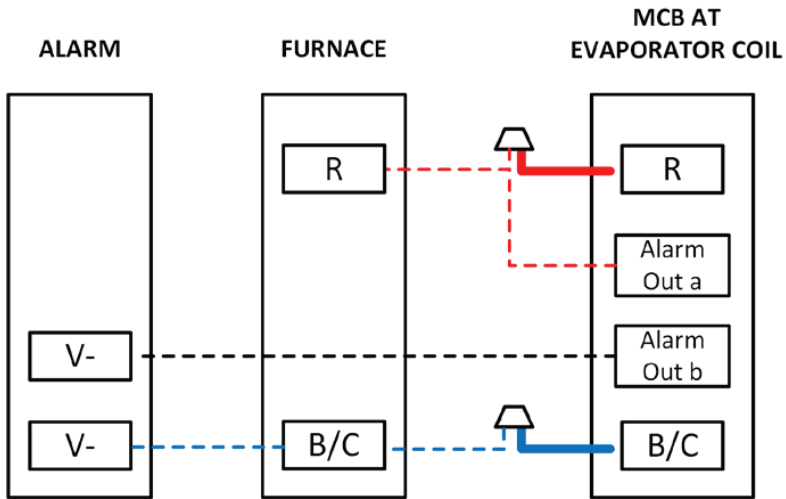 ALARM
FURNACE
MCB AT
EVAPORATOR COIL
R
R
Alarm
Out a
V-
Alarm
Out b
V-
B/C
B/C